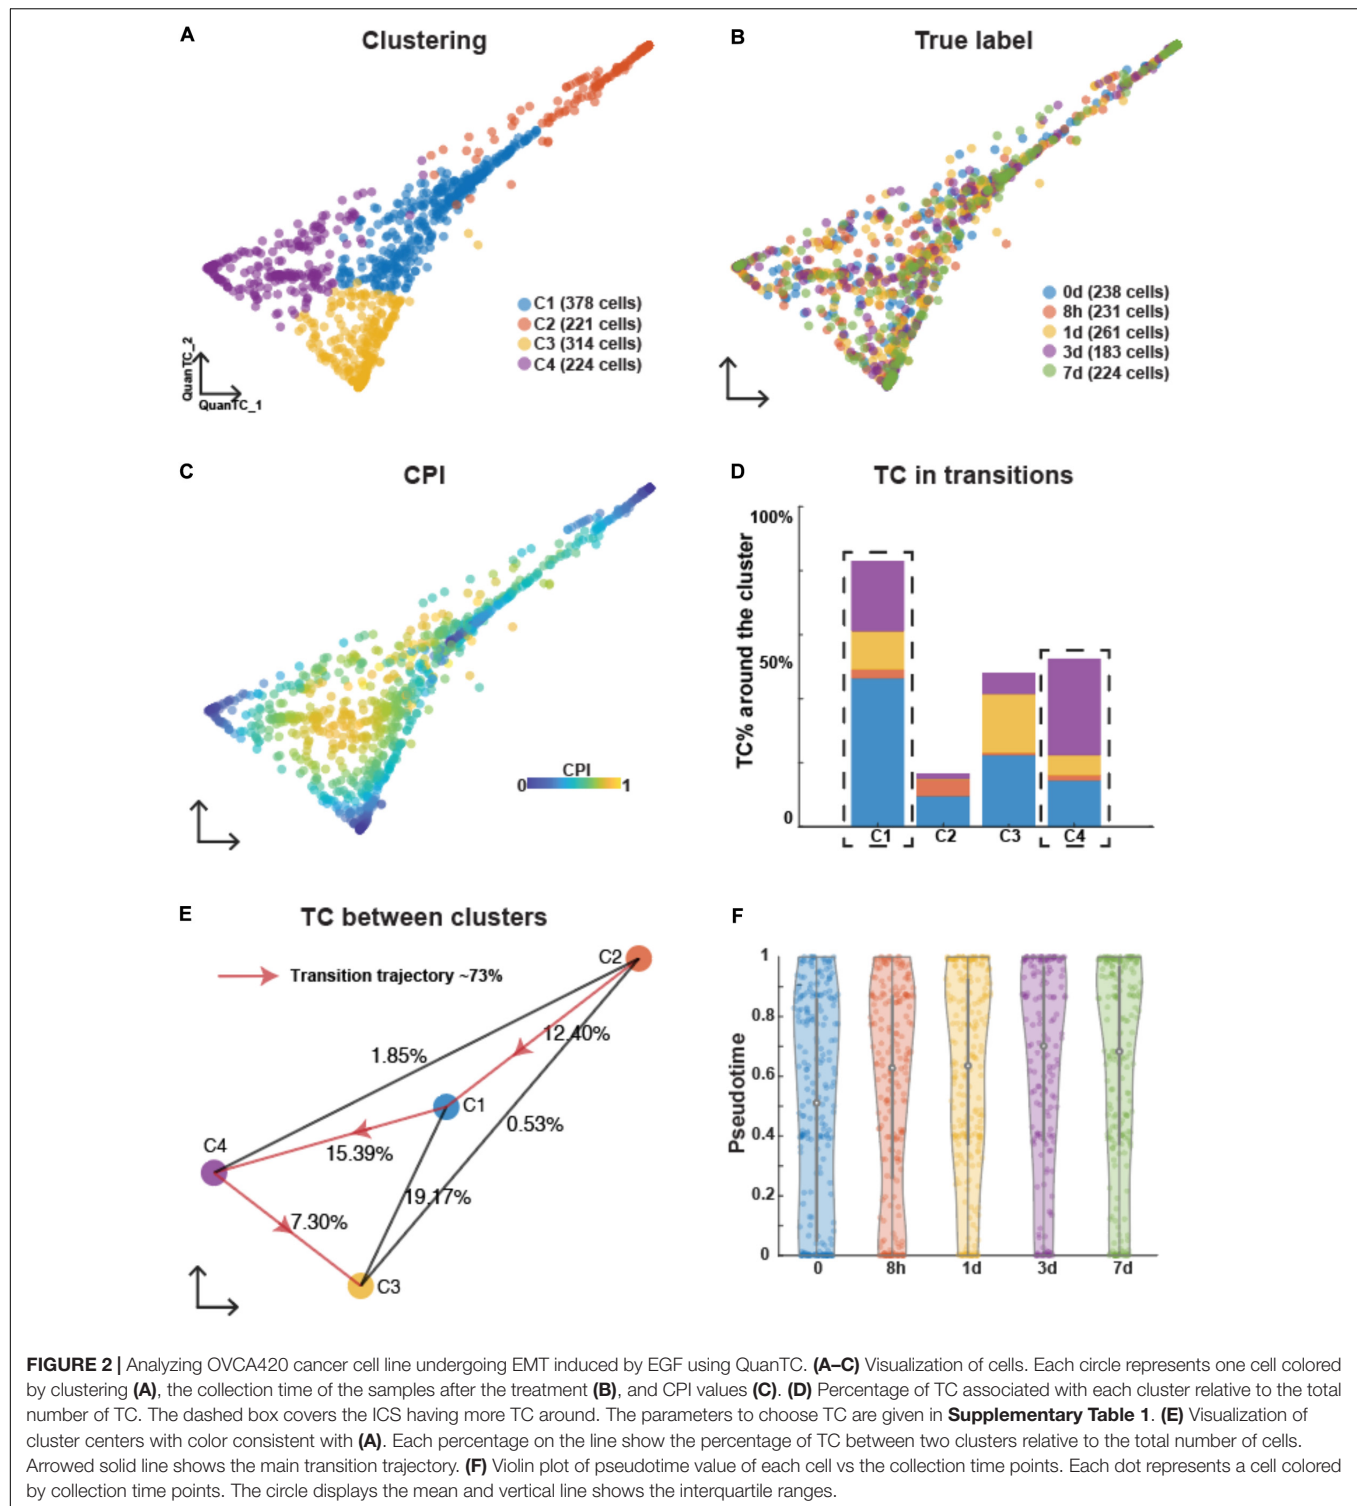 A
Clustering
C1 (378 cells)
C2 (221 cells)
C3 (314 cells)
C4 (224 cells)
QuanTC_2
QuanTC_1
B
True label
0d (238 cells)
8h (231 cells)
1d (261 cells)
3d (183 cells)
7d (224 cells)
C
CPI
CPI
0
1
D
TC in transitions
TC% around the cluster
100%
50%
0
C1
C2
C3
C4
E
TC between clusters
Transition trajectory ~73%
C2
12.40%
1.85%
C1
0.53%
C4
15.39%
19.17%
7.30%
C3
F
Pseudotime
1
0.8
0.6
0.4
0.2
0
0
8h
1d
3d
7d
FIGURE 2 | Analyzing OVCA420 cancer cell line undergoing EMT induced by EGF using QuanTC. (A–C) Visualization of cells. Each circle represents one cell colored
by clustering (A), the collection time of the samples after the treatment (B), and CPI values (C). (D) Percentage of TC associated with each cluster relative to the total
number of TC. The dashed box covers the ICS having more TC around. The parameters to choose TC are given in Supplementary Table 1. (E) Visualization of
cluster centers with color consistent with (A). Each percentage on the line show the percentage of TC between two clusters relative to the total number of cells.
Arrowed solid line shows the main transition trajectory. (F) Violin plot of pseudotime value of each cell vs the collection time points. Each dot represents a cell colored
by collection time points. The circle displays the mean and vertical line shows the interquartile ranges.